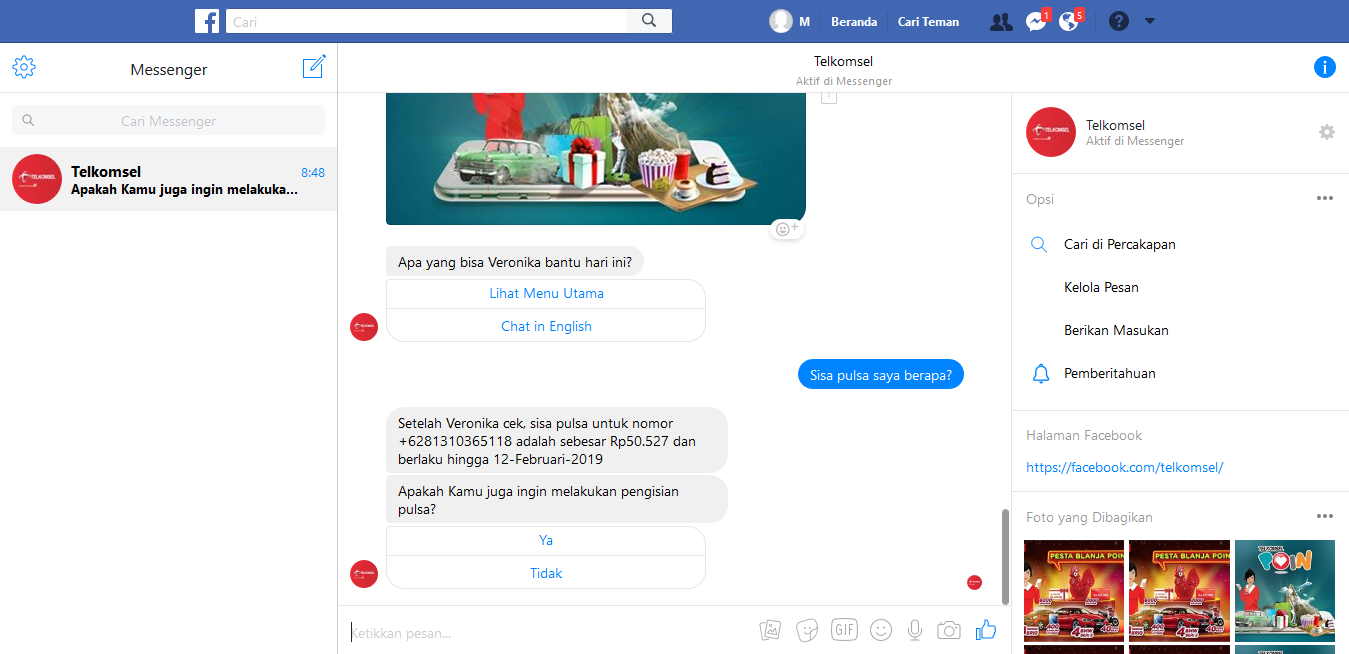 f
Cari
M
Beranda
Cari Teman
1
5
?
Messenger
Telkomsel
Aktif di Messenger
Cari Messenger
TELKOMSEL
Telkomsel
8:48
Apakah Kamu juga ingin melakuka...
Apa yang bisa Veronika bantu hari ini?
Lihat Menu Utama
Chat in English
Sisa pulsa saya berapa?
Setelah Veronika cek, sisa pulsa untuk nomor
+6281310365118 adalah sebesar Rp50.527 dan
berlaku hingga 12-Februari-2019
Apakah Kamu juga ingin melakukan pengisian
pulsa?
Ya
Tidak
Ketikkan pesan...
GIF
TELKOMSEL
Telkomsel
Aktif di Messenger
Opsi
Cari di Percakapan
Kelola Pesan
Berikan Masukan
Pemberitahuan
Halaman Facebook
https://facebook.com/telkomsel/
Foto yang Dibagikan
PESTA BLANJA POIN
PESTA BLANJA POIN
TELKOMSEL
POIN